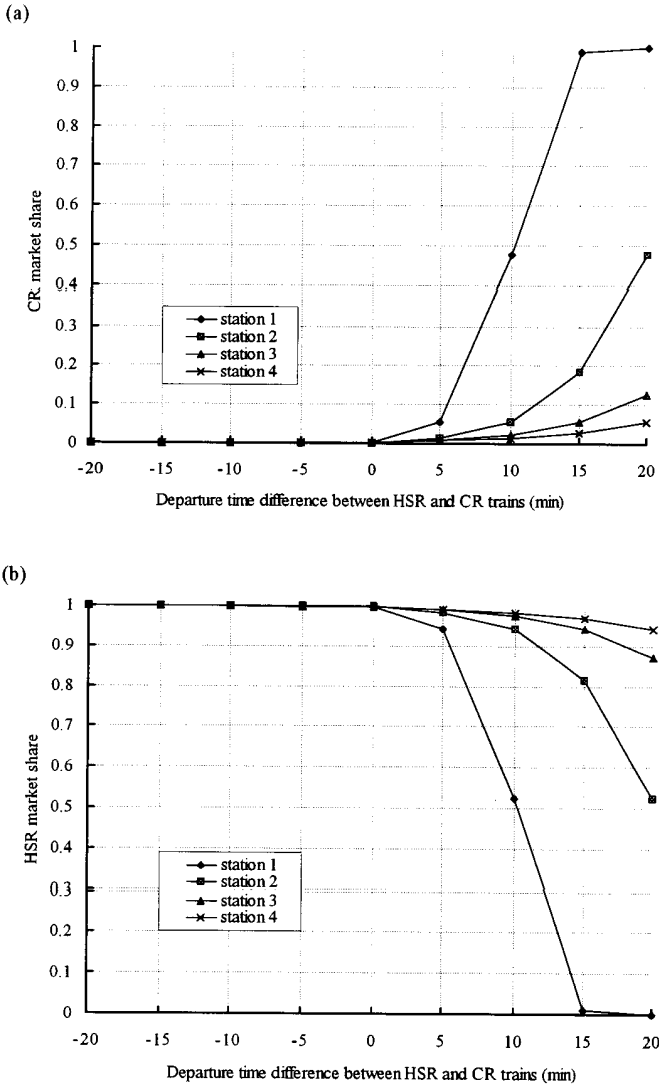 (a)
1
0.9
0.8
0.7
0.6
0.5
0.4
0.3
0.2
0.1
0
CR. market share
station 1
station 2
station 3
station 4
-20 -15 -10 -5 0 5 10 15 20
Departure time difference between HSR and CR trains (min)
(b)
1
0.9
0.8
0.7
0.6
0.5
0.4
0.3
0.2
0.1
0
HSR market share
station 1
station 2
station 3
station 4
-20 -15 -10 -5 0 5 10 15 20
Departure time difference between HSR and CR trains (min)